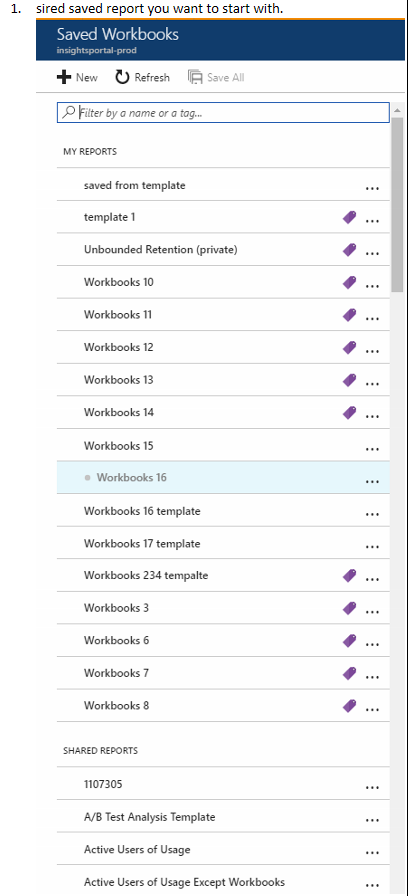 1. sired saved report you want to start with.
Saved Workbooks
insightsportal-prod
New Refresh Save All
Filter by a name or a tag...
MY REPORTS
saved from template ...
template 1 ...
Unbounded Retention (private) ...
Workbooks 10 ...
Workbooks 11 ...
Workbooks 12 ...
Workbooks 13 ...
Workbooks 14 ...
Workbooks 15 ...
Workbooks 16 ...
Workbooks 16 template ...
Workbooks 17 template ...
Workbooks 234 tempalte ...
Workbooks 3 ...
Workbooks 6 ...
Workbooks 7 ...
Workbooks 8 ...
SHARED REPORTS
1107305 ...
A/B Test Analysis Template ...
Active Users of Usage ...
Active Users of Usage Except Workbooks ...